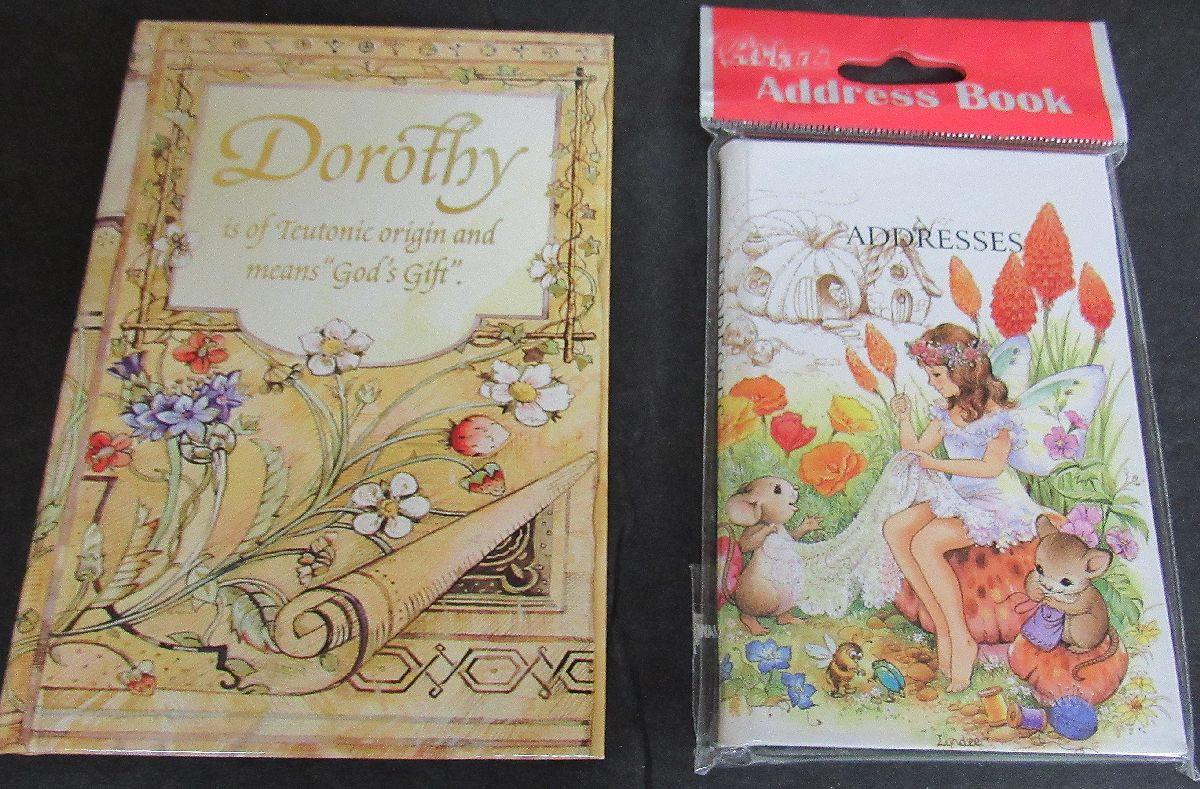 Dorothy
is of Teutonic origin and
means "God's Gift".
Address Book
ADDRESSES